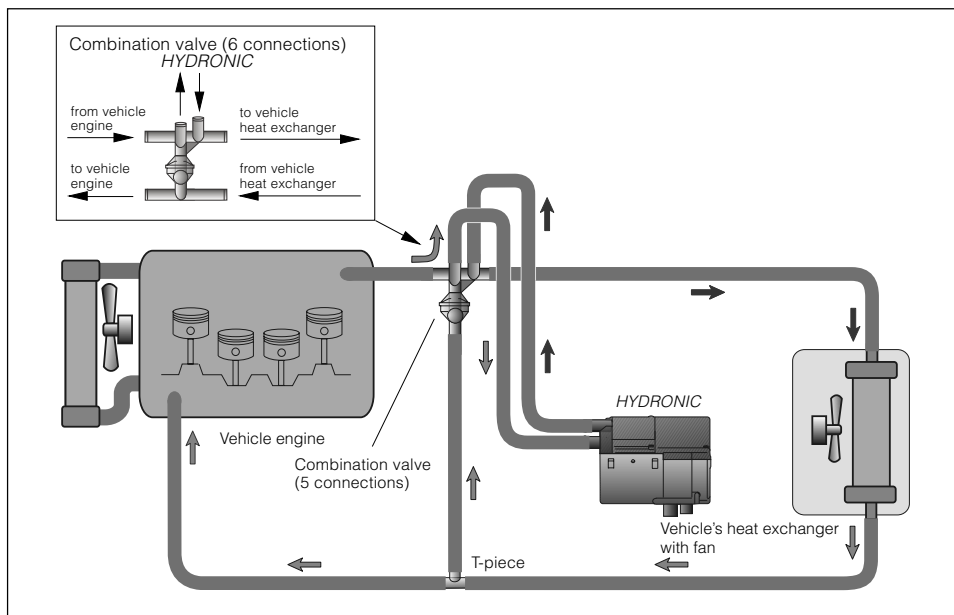 Combination valve (6 connections)
HYDRONIC
from vehicle
engine
to vehicle
heat exchanger
to vehicle
engine
from vehicle
heat exchanger
HYDRONIC
Vehicle engine
Combination valve
(5 connections)
Vehicle's heat exchanger
with fan
T-piece